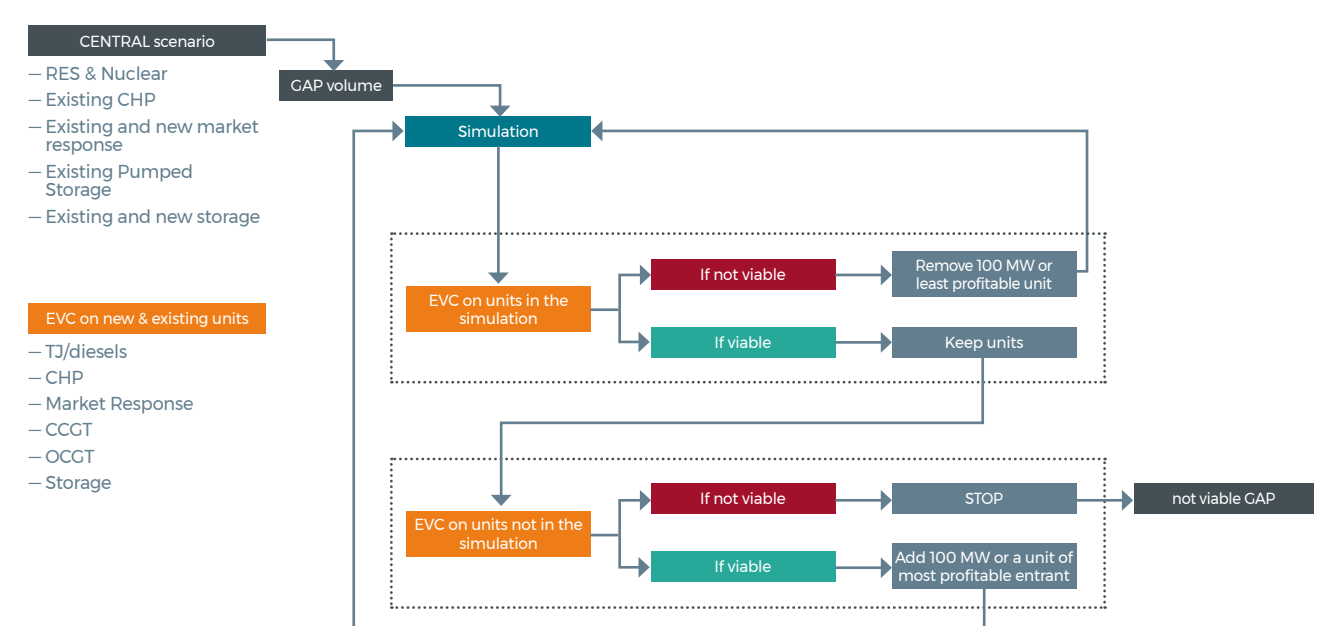 CENTRAL scenario
— RES & Nuclear
— Existing CHP
— Existing and new market
response
— Existing Pumped
Storage
— Existing and new storage
GAP volume
Simulation
EVC on units in the
simulation
If not viable
Remove 100 MW or
least profitable unit
If viable
Keep units
EVC on new & existing units
— TJ/diesels
— CHP
— Market Response
— CCGT
— OCGT
— Storage
EVC on units not in the
simulation
If not viable
STOP
not viable GAP
If viable
Add 100 MW or a unit of
most profitable entrant